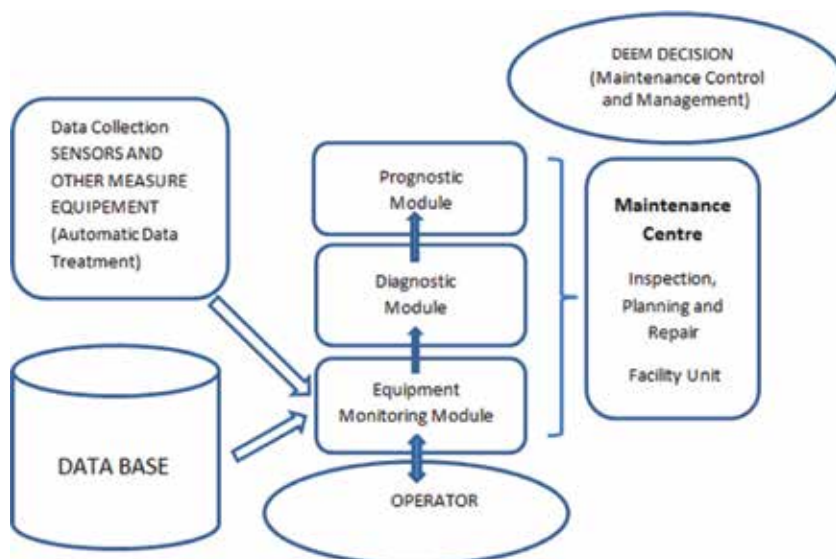 DEEM DECISION
(Maintenance Control
and Management)
Data Collection
SENSORS AND
OTHER MEASURE
EQUIPEMENT
(Automatic Data
Treatment)
Prognostic
Module
Diagnostic
Module
Equipment
Monitoring Module
Maintenance
Centre
Inspection,
Planning and
Repair
Facility Unit
DATA BASE
OPERATOR